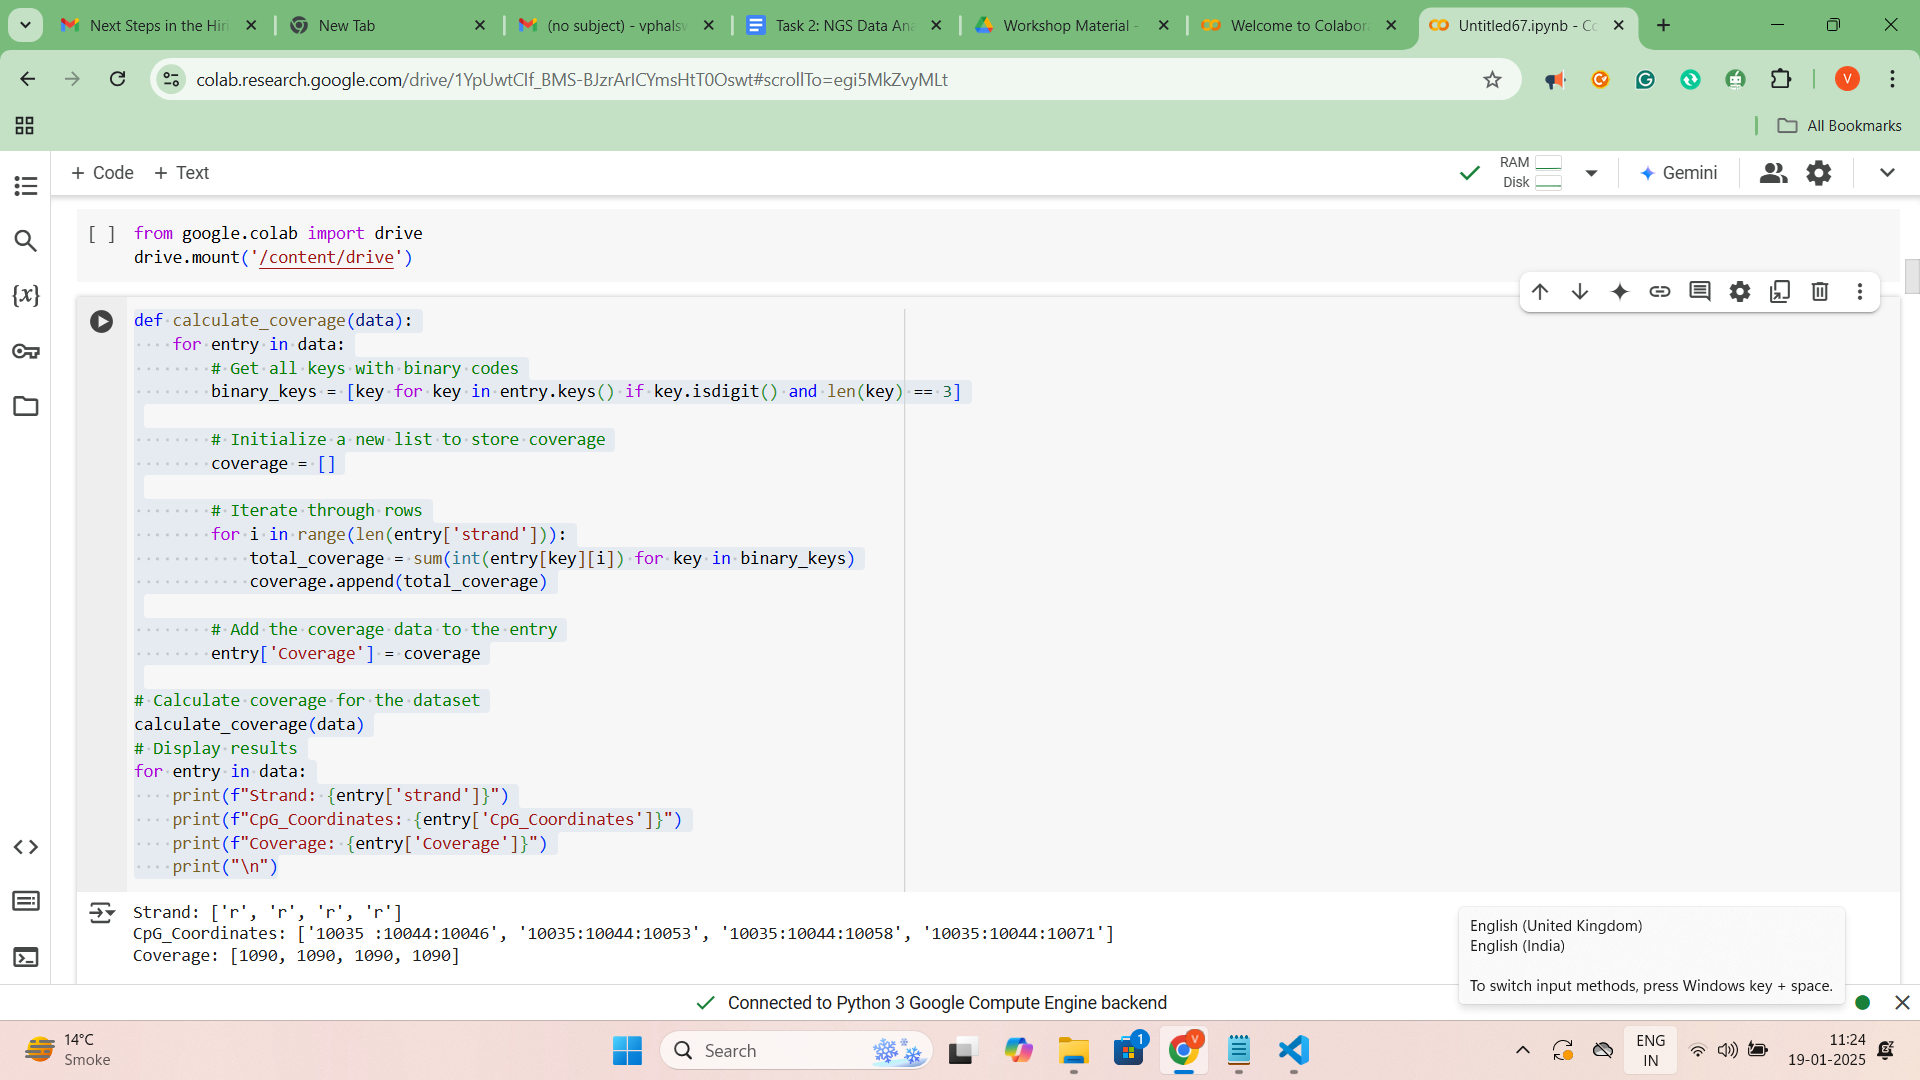 Next Steps in the Hiri
New Tab
(no subject) - vphalsw
Task 2: NGS Data Ana
Workshop Material -
Welcome to Colabora
Untitled67.ipynb - Co
colab.research.google.com/drive/1YpUwtCIf_BMS-BJzrArICYmsHtT0Oswt#scrollTo=egi5MkZvyMLt
V
All Bookmarks
+ Code + Text
RAM
Disk
Gemini
[ ] from google.colab import drive
drive.mount('/content/drive')
{x}
def calculate_coverage(data):
for entry in data:
# Get all keys with binary codes
binary_keys = [key for key in entry.keys() if key.isdigit() and len(key) == 3]
# Initialize a new list to store coverage
coverage = []
# Iterate through rows
for i in range(len(entry['strand'])):
total_coverage = sum(int(entry[key][i]) for key in binary_keys)
coverage.append(total_coverage)
# Add the coverage data to the entry
entry['Coverage'] = coverage
# Calculate coverage for the dataset
calculate_coverage(data)
# Display results
for entry in data:
print(f"Strand: {entry['strand']}")
print(f"CpG_Coordinates: {entry['CpG_Coordinates']}")
print(f"Coverage: {entry['Coverage']}")
print("\n")
Strand: ['r', 'r', 'r', 'r']
CpG_Coordinates: ['10035 :10044:10046', '10035:10044:10053', '10035:10044:10058', '10035:10044:10071']
Coverage: [1090, 1090, 1090, 1090]
English (United Kingdom)
English (India)
To switch input methods, press Windows key + space.
Connected to Python 3 Google Compute Engine backend
14°C
Smoke
Search
1
V
ENG
IN
11:24
19-01-2025